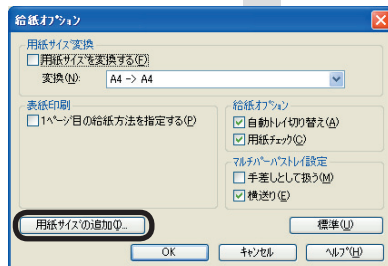 給紙オプション
用紙サイズ変換
用紙サイズを変換する(F)
変換(N):
A4 -> A4
表紙印刷
1ページ目の給紙方法を指定する(P)
給紙オプション
自動トレイ切り替え(A)
用紙チェック(C)
マルチパーパストレイ設定
手差しとして扱う(M)
横送り(E)
用紙サイズの追加(I)...
標準(U)
OK
キャンセル
ヘルプ(H)